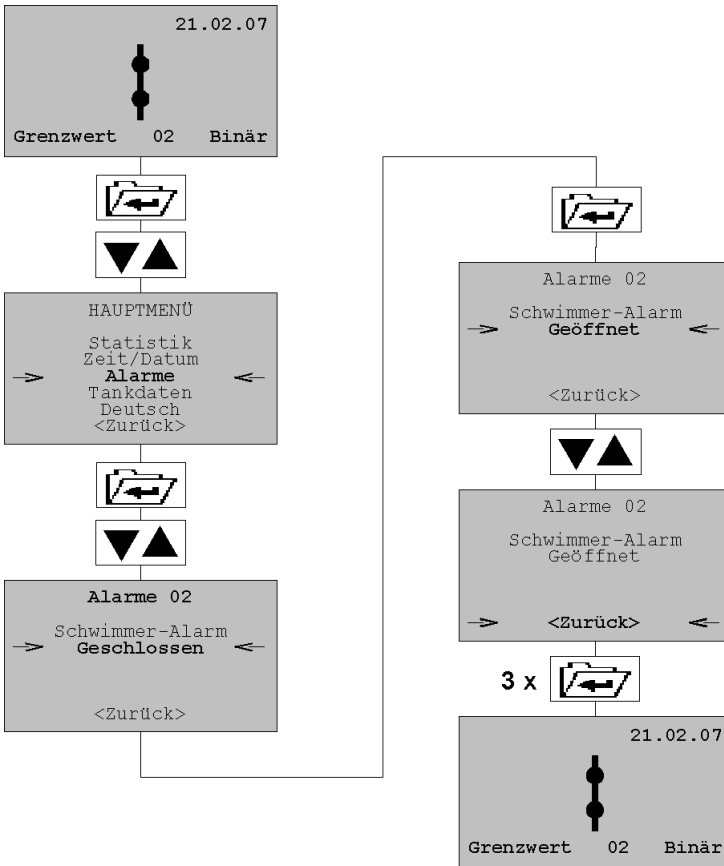 21.02.07
Grenzwert 02 Binär
HAUPTMENÜ
Statistik
Zeit/Datum
Alarme
Tankdaten
Deutsch
<Zurück>
Alarme 02
Schwimmer-Alarm
Geschlossen
<Zurück>
Alarme 02
Schwimmer-Alarm
Geöffnet
<Zurück>
Alarme 02
Schwimmer-Alarm
Geöffnet
<Zurück>
3 x
21.02.07
Grenzwert 02 Binär